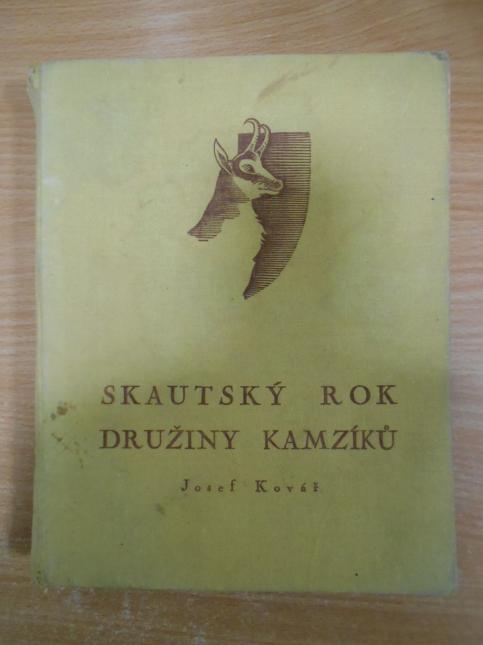 SKAUTSKÝ ROK
DRUŽINY KAMZÍKŮ
Josef Kovář